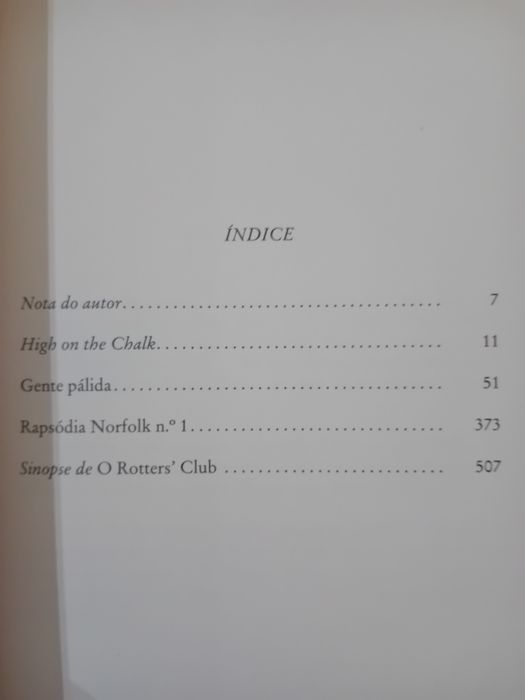 ÍNDICE
Nota do autor........................................ 7
High on the Chalk.................................... 11
Gente pálida......................................... 51
Rapsódia Norfolk n.º 1............................... 373
Sinopse de O Rotters' Club ........................... 507